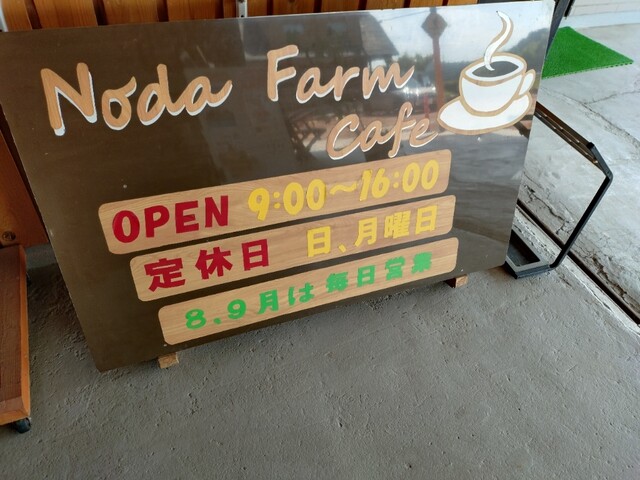 Noda Farm
Cafe
OPEN 9:00～16:00
定休日 日、月曜日
8.9月は毎日営業